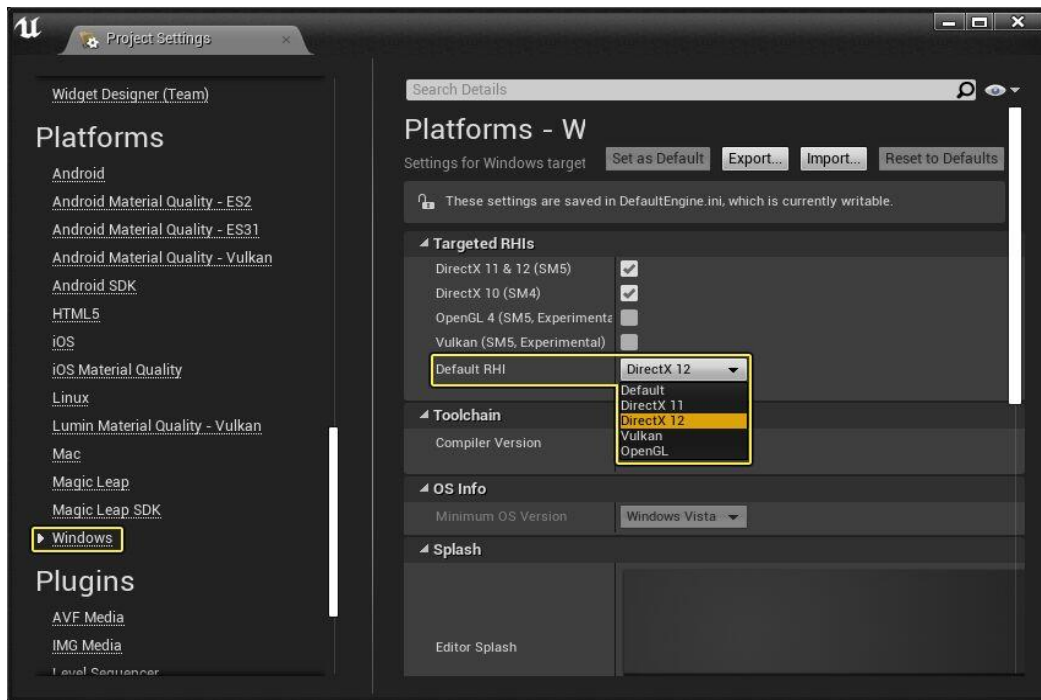 Project Settings
Widget Designer (Team)
Platforms
Android
Android Material Quality - ES2
Android Material Quality - ES31
Android Material Quality - Vulkan
Android SDK
HTML5
iOS
iOS Material Quality
Linux
Lumin Material Quality - Vulkan
Mac
Magic Leap
Magic Leap SDK
Windows
Plugins
AVF Media
IMG Media
Level Sequencer
Search Details
Platforms - W
Settings for Windows target
Set as Default Export... Import... Reset to Defaults
These settings are saved in DefaultEngine.ini, which is currently writable.
Targeted RHIs
DirectX 11 & 12 (SM5)
DirectX 10 (SM4)
OpenGL 4 (SM5, Experimenta
Vulkan (SM5, Experimental)
Default RHI DirectX 12
Default
DirectX 11
DirectX 12
Vulkan
OpenGL
Toolchain
Compiler Version
OS Info
Minimum OS Version Windows Vista
Splash
Editor Splash